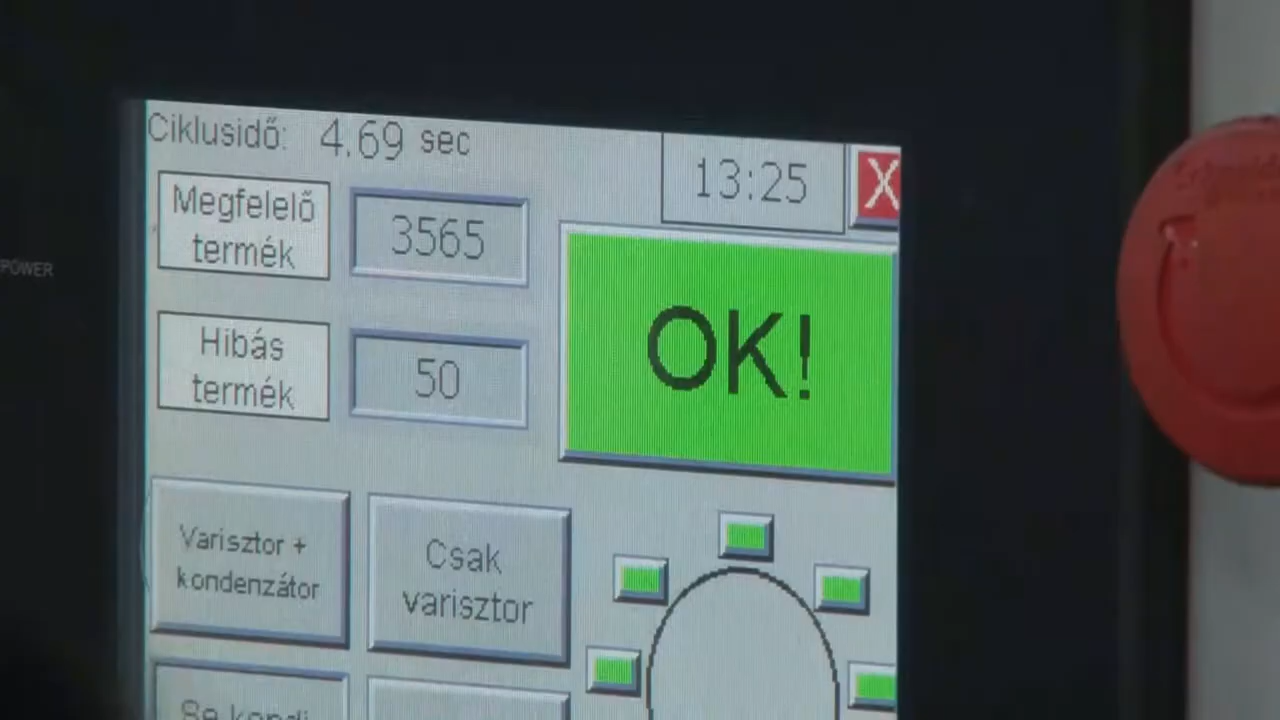 Ciklusidő: 4.69 sec
13:25
X
Megfelelő
termék
3565
Hibás
termék
50
OK!
POWER
Varisztor +
kondenzátor
Csak
varisztor